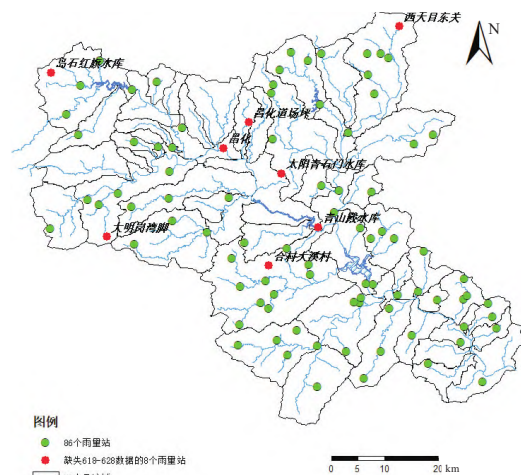 西天目东关
N
岛石红旗水库
昌化道场坪
昌化
太阳青石门水库
大明岗湾脚
青山殿水库
合村大溪村
图例
86个雨量站
缺失618-628数据的8个雨量站
0 5 10 20 km